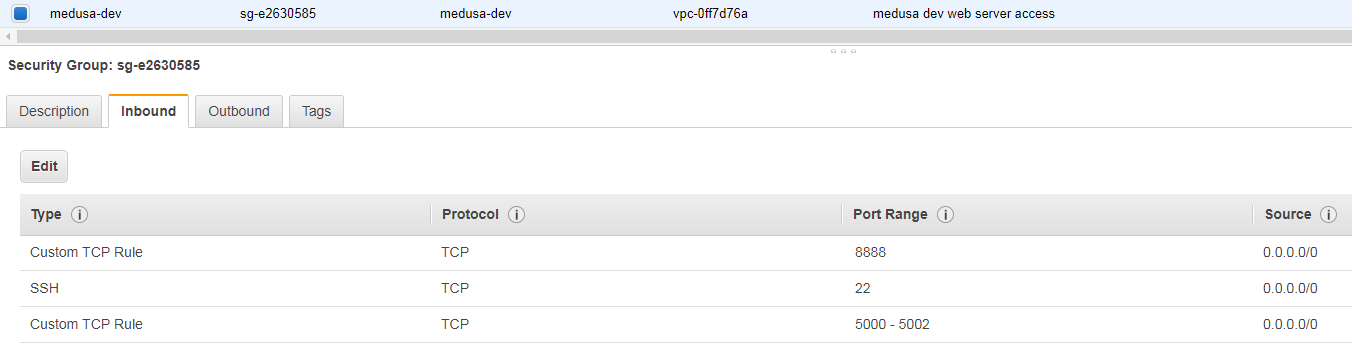 medusa-dev sg-e2630585 medusa-dev vpc-0ff7d76a medusa dev web server access
Security Group: sg-e2630585
Description Inbound Outbound Tags
Edit
Type i Protocol i Port Range i Source i
Custom TCP Rule TCP 8888 0.0.0.0/0
SSH TCP 22 0.0.0.0/0
Custom TCP Rule TCP 5000 - 5002 0.0.0.0/0